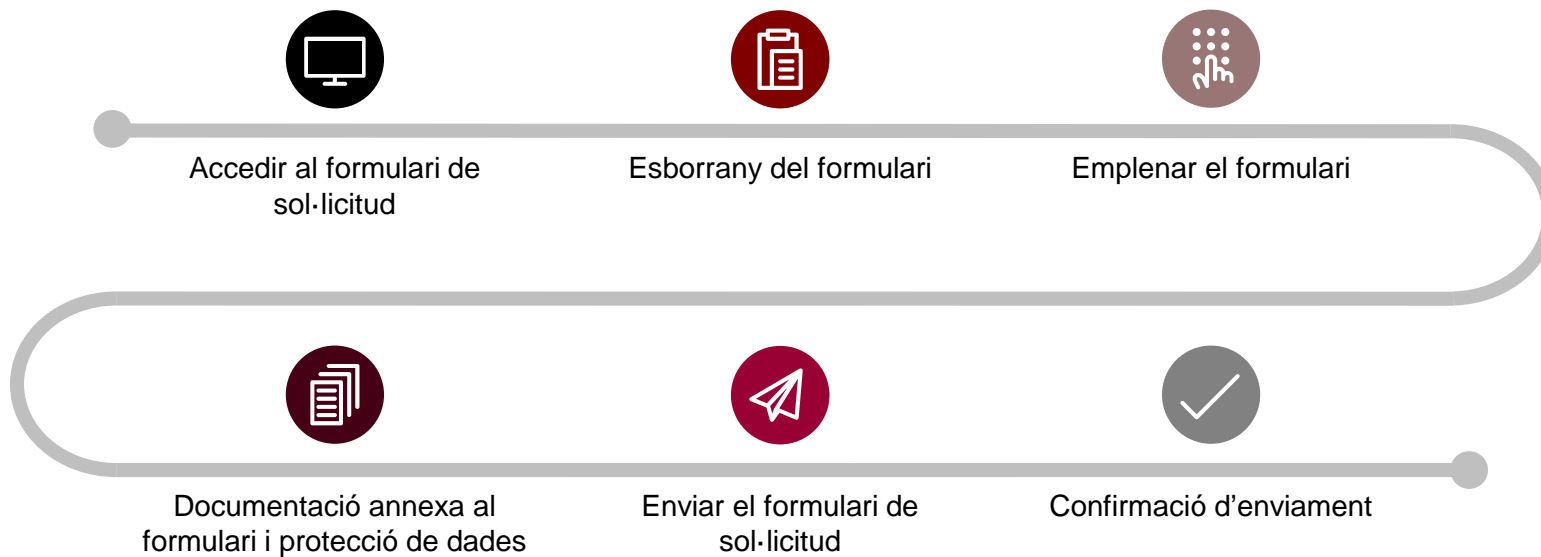 Accedir al formulari de
sol·licitud
Esborrany del formulari
Emplenar el formulari
Documentació annexa al
formulari i protecció de dades
Enviar el formulari de
sol·licitud
Confirmació d’enviament